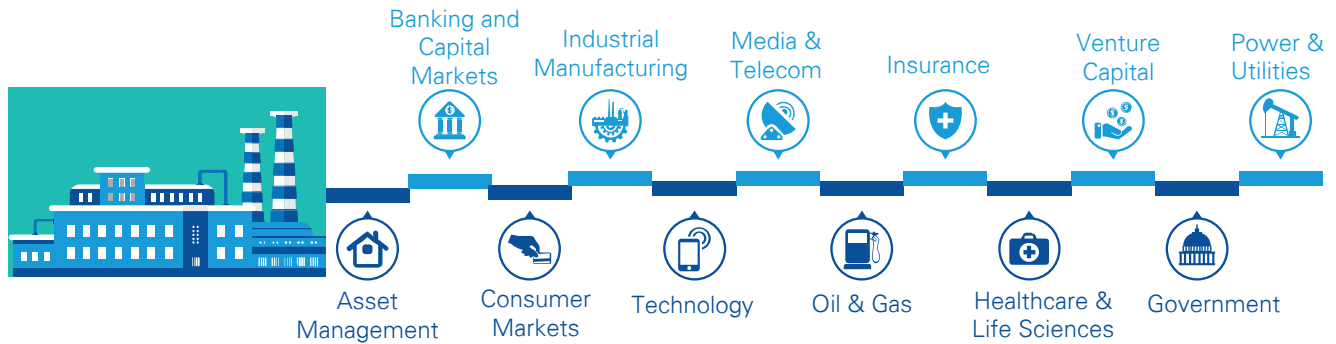 Banking and
Capital
Markets
Industrial
Manufacturing
Media &
Telecom
Insurance
Venture
Capital
Power &
Utilities
Asset
Management
Consumer
Markets
Technology
Oil & Gas
Healthcare &
Life Sciences
Government